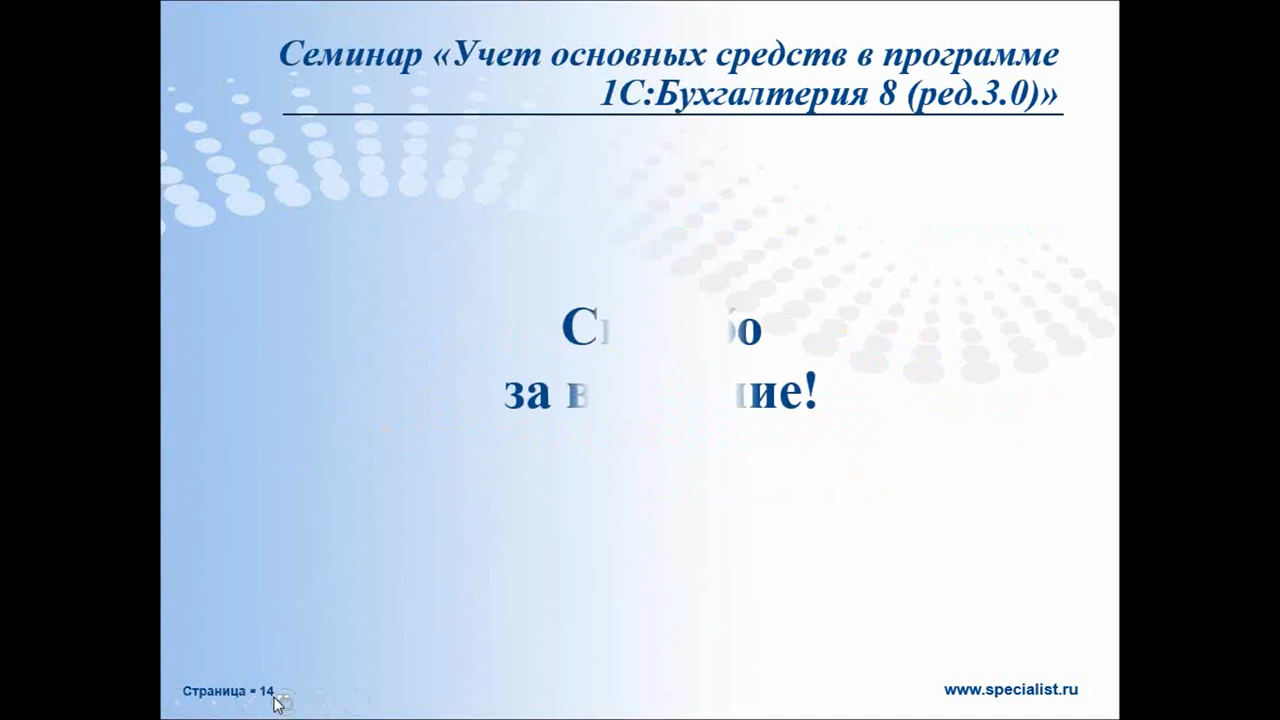 Семинар «Учет основных средств в программе
1С:Бухгалтерия 8 (ред.3.0)»
за
Страница ▪ 14
www.specialist.ru